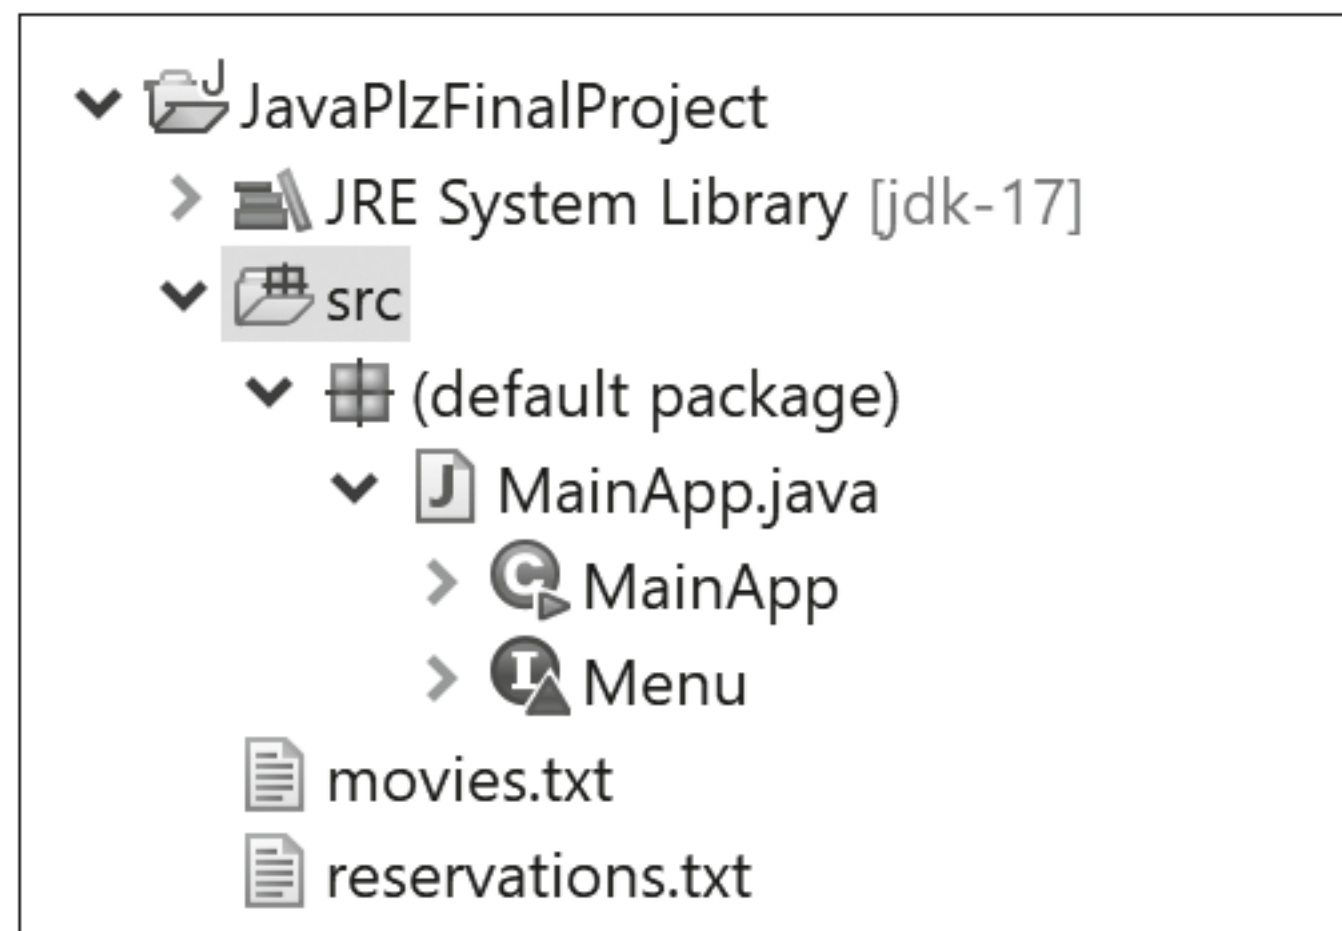 JavaPlzFinalProject
JRE System Library [jdk-17]
src
(default package)
MainApp.java
MainApp
Menu
movies.txt
reservations.txt